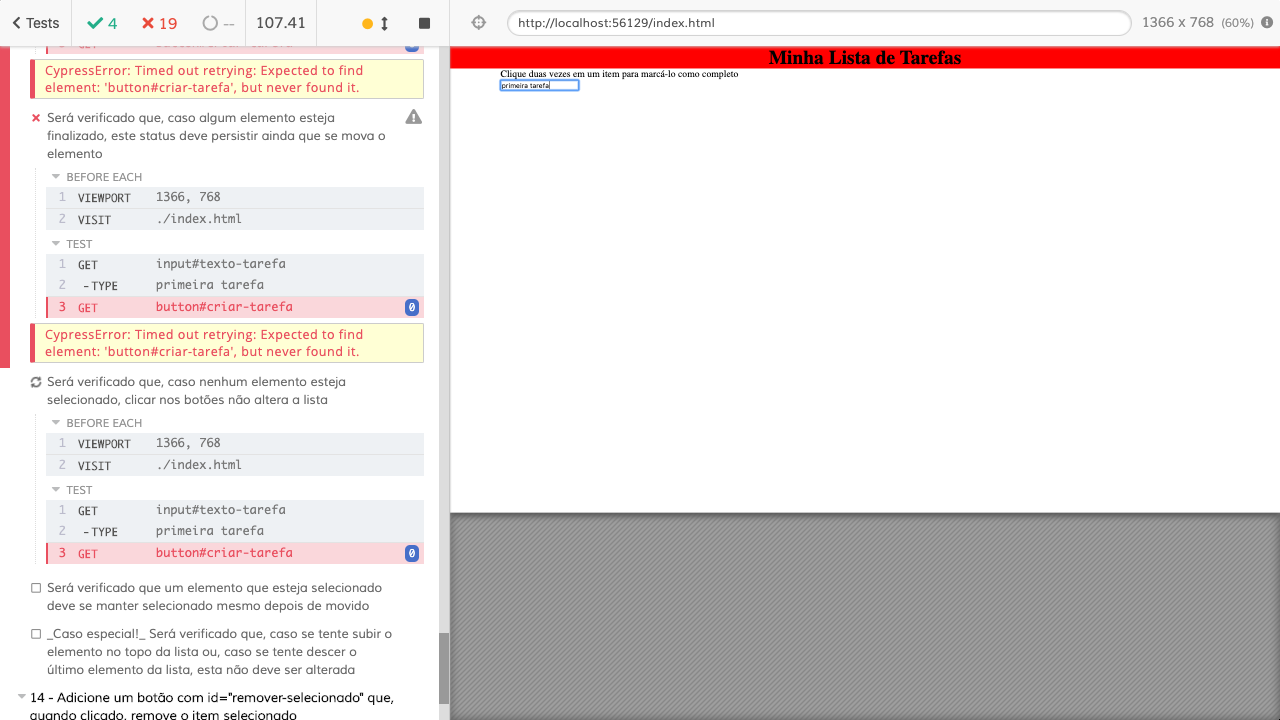 Tests
4
19
--
107.41
http://localhost:56129/index.html
1366 x 768 (60%)
CypressError: Timed out retrying: Expected to find
element: 'button#criar-tarefa', but never found it.
Será verificado que, caso algum elemento esteja
finalizado, este status deve persistir ainda que se mova o
elemento
BEFORE EACH
1 VIEWPORT 1366, 768
2 VISIT ./index.html
TEST
1 GET input#texto-tarefa
2 -TYPE primeira tarefa
3 GET button#criar-tarefa 0
CypressError: Timed out retrying: Expected to find
element: 'button#criar-tarefa', but never found it.
Será verificado que, caso nenhum elemento esteja
selecionado, clicar nos botões não altera a lista
BEFORE EACH
1 VIEWPORT 1366, 768
2 VISIT ./index.html
TEST
1 GET input#texto-tarefa
2 -TYPE primeira tarefa
3 GET button#criar-tarefa 0
Será verificado que um elemento que esteja selecionado
deve se manter selecionado mesmo depois de movido
_Caso especial!_ Será verificado que, caso se tente subir o
elemento no topo da lista ou, caso se tente descer o
último elemento da lista, esta não deve ser alterada
14 - Adicione um botão com id="remover-selecionado" que,
quando clicado, remove o item selecionado
Minha Lista de Tarefas
Clique duas vezes em um item para marcá-lo como completo
primeira tarefa